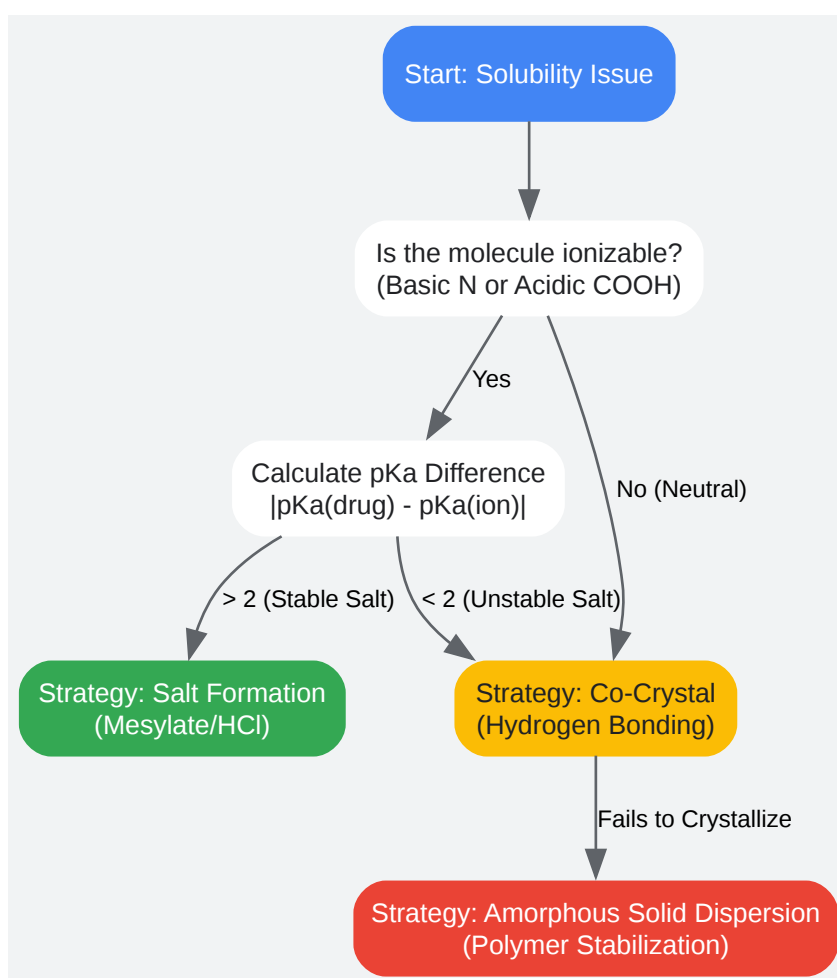 Start: Solubility Issue
Is the molecule ionizable?
(Basic N or Acidic COOH)
Yes
No (Neutral)
Calculate pKa Difference
|pKa(drug) - pKa(ion)|
> 2 (Stable Salt)
< 2 (Unstable Salt)
Strategy: Salt Formation
(Mesylate/HCl)
Strategy: Co-Crystal
(Hydrogen Bonding)
Fails to Crystallize
Strategy: Amorphous Solid Dispersion
(Polymer Stabilization)